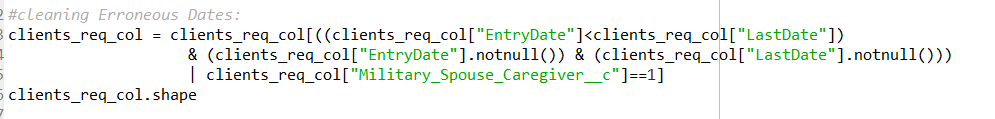 #cleaning Erroneous Dates:
clients_req_col = clients_req_col[((clients_req_col["EntryDate"]<clients_req_col["LastDate"])
& (clients_req_col["EntryDate"].notnull()) & (clients_req_col["LastDate"].notnull()))
| clients_req_col["Military_Spouse_Caregiver__c"]==1]
clients_req_col.shape